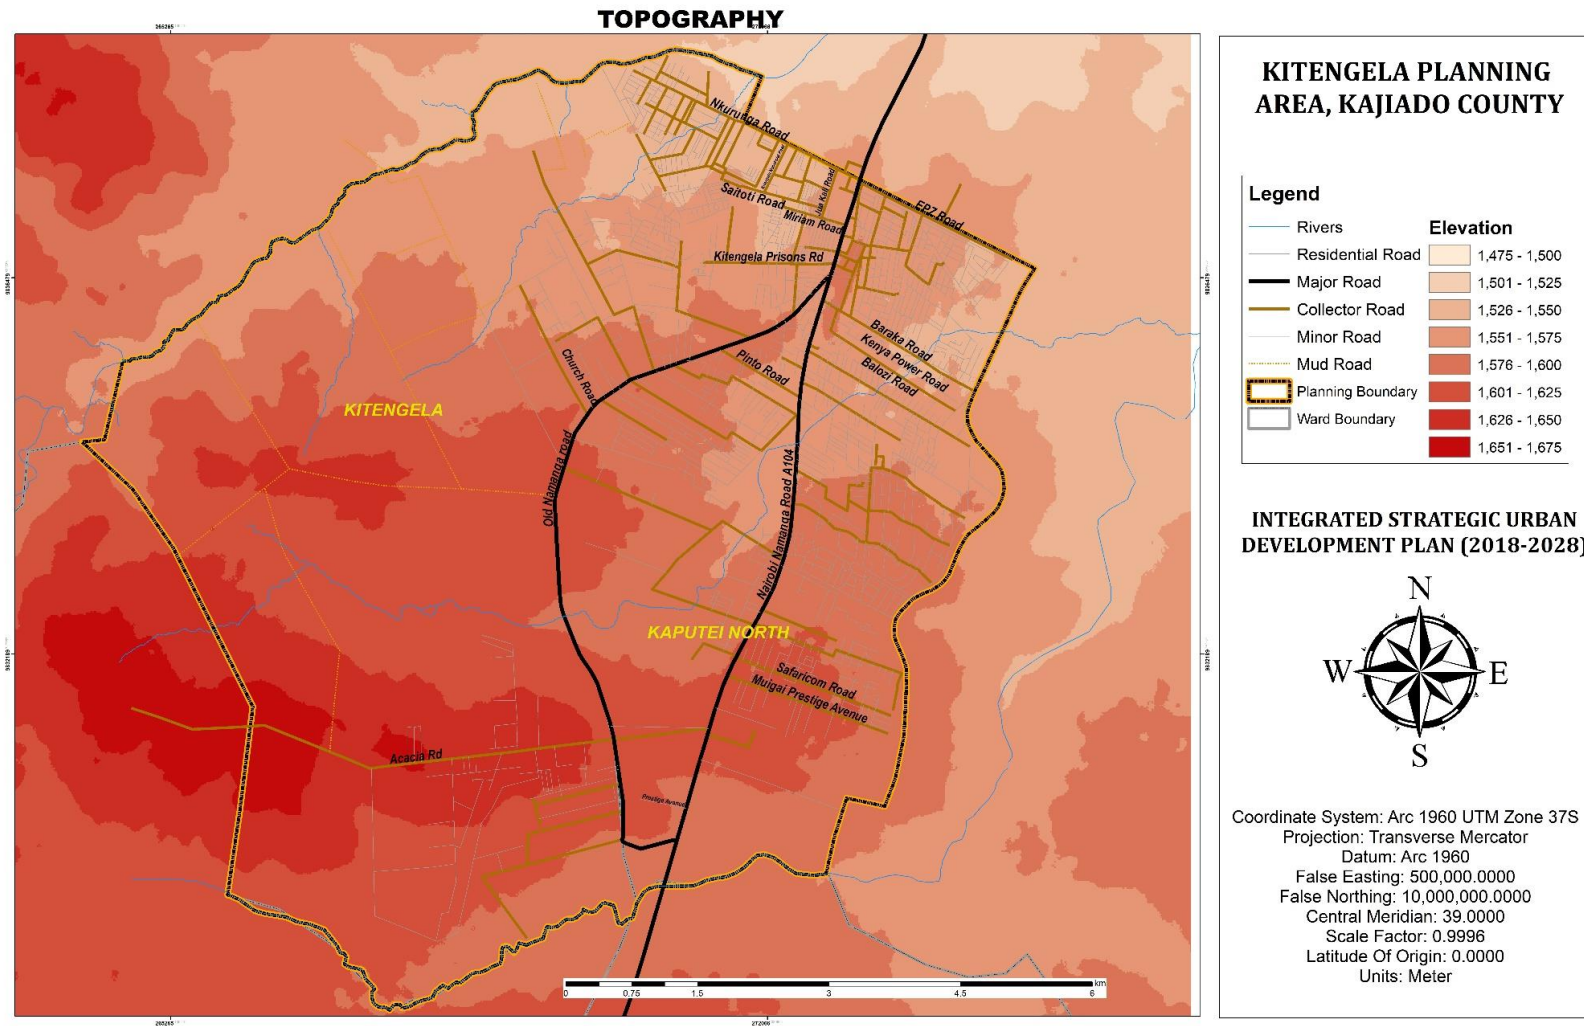 TOPOGRAPHY
Nkurunga Road
Saitoti Road
Miriam Road
Jua Kali Road
EPZ Road
Kitengela Prisons Rd
Baraka Road
Kenya Power Road
Balozi Road
Pinto Road
Church Road
KITENGELA
Old Namanga road
Nairobi Namanga Road A104
KAPUTEI NORTH
Safaricom Road
Muigai Prestige Avenue
Acacia Rd
Prestige Avenue
0 0.75 1.5 3 4.5 6
km
KITENGELA PLANNING
AREA, KAJIADO COUNTY
Legend
Rivers
Residential Road
Major Road
Collector Road
Minor Road
Mud Road
Planning Boundary
Ward Boundary
Elevation
1,475 - 1,500
1,501 - 1,525
1,526 - 1,550
1,551 - 1,575
1,576 - 1,600
1,601 - 1,625
1,626 - 1,650
1,651 - 1,675
INTEGRATED STRATEGIC URBAN
DEVELOPMENT PLAN (2018-2028)
N
W
E
S
Coordinate System: Arc 1960 UTM Zone 37S
Projection: Transverse Mercator
Datum: Arc 1960
False Easting: 500,000.0000
False Northing: 10,000,000.0000
Central Meridian: 39.0000
Scale Factor: 0.9996
Latitude Of Origin: 0.0000
Units: Meter